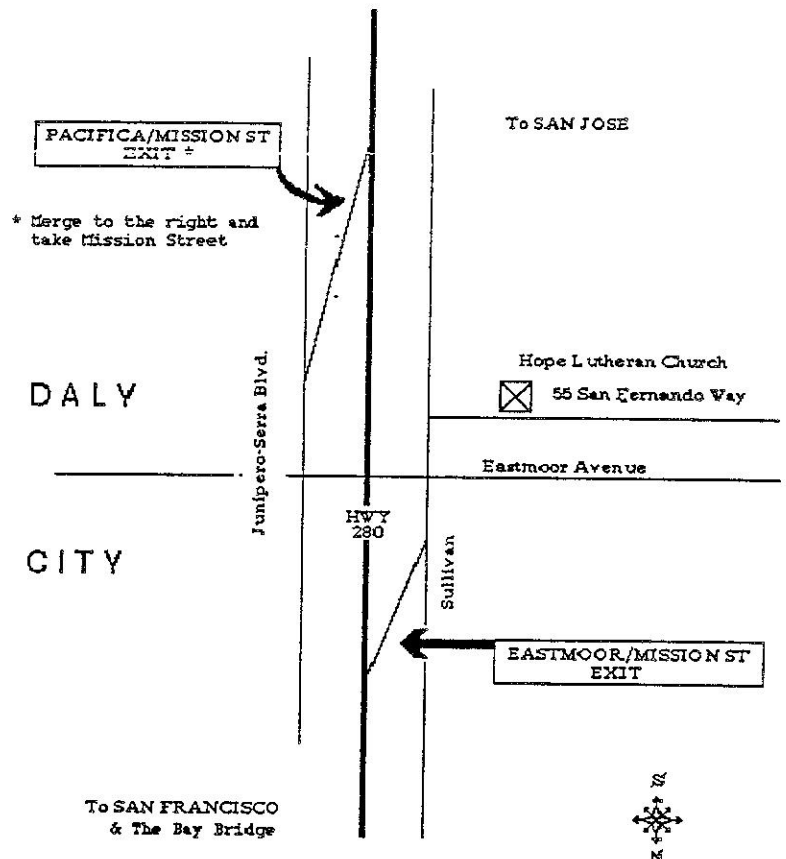 To SAN JOSE
PACIFICA/MISSION ST
EXIT *
* Merge to the right and
take Mission Street
Hope Lutheran Church
55 San Fernando Way
DALY
Junipero-Serra Blvd.
Eastmoor Avenue
HWY
280
CITY
Sullivan
EASTMOOR/MISSION ST
EXIT
To SAN FRANCISCO
& The Bay Bridge
S
N